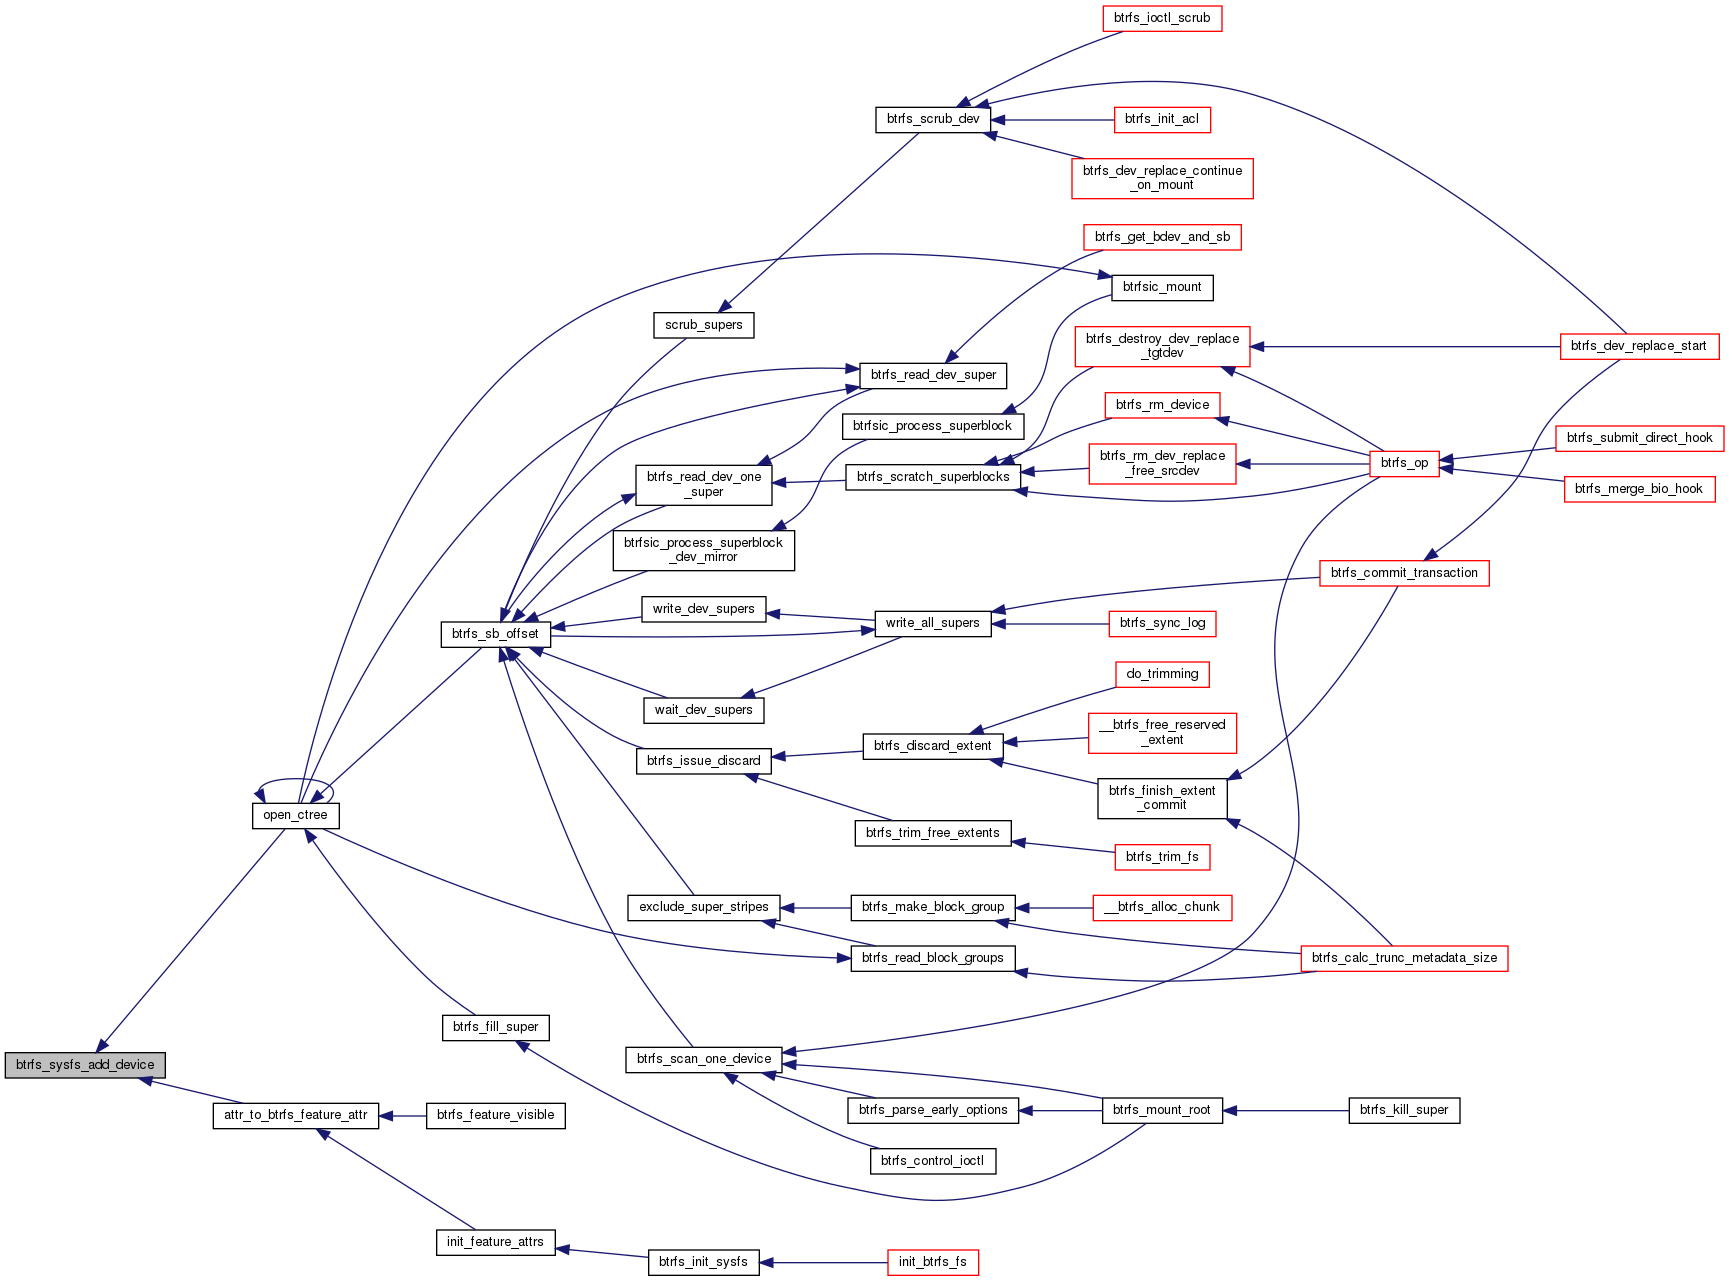 btrfs_ioctl_scrub
btrfs_scrub_dev
btrfs_init_acl
btrfs_dev_replace_continue
_on_mount
btrfs_get_bdev_and_sb
btrfsic_mount
scrub_supers
btrfs_destroy_dev_replace
_tgtdev
btrfs_dev_replace_start
btrfs_read_dev_super
btrfs_rm_device
btrfsic_process_superblock
btrfs_submit_direct_hook
btrfs_rm_dev_replace
_free_srcdev
btrfs_op
btrfs_read_dev_one
_super
btrfs_scratch_superblocks
btrfs_merge_bio_hook
btrfsic_process_superblock
_dev_mirror
btrfs_commit_transaction
write_dev_supers
write_all_supers
btrfs_sync_log
btrfs_sb_offset
do_trimming
wait_dev_supers
__btrfs_free_reserved
_extent
btrfs_discard_extent
btrfs_issue_discard
btrfs_finish_extent
_commit
open_ctree
btrfs_trim_free_extents
btrfs_trim_fs
exclude_super_stripes
btrfs_make_block_group
__btrfs_alloc_chunk
btrfs_read_block_groups
btrfs_calc_trunc_metadata_size
btrfs_fill_super
btrfs_scan_one_device
btrfs_sysfs_add_device
btrfs_parse_early_options
btrfs_mount_root
btrfs_kill_super
attr_to_btrfs_feature_attr
btrfs_feature_visible
btrfs_control_ioctl
init_feature_attrs
btrfs_init_sysfs
init_btrfs_fs